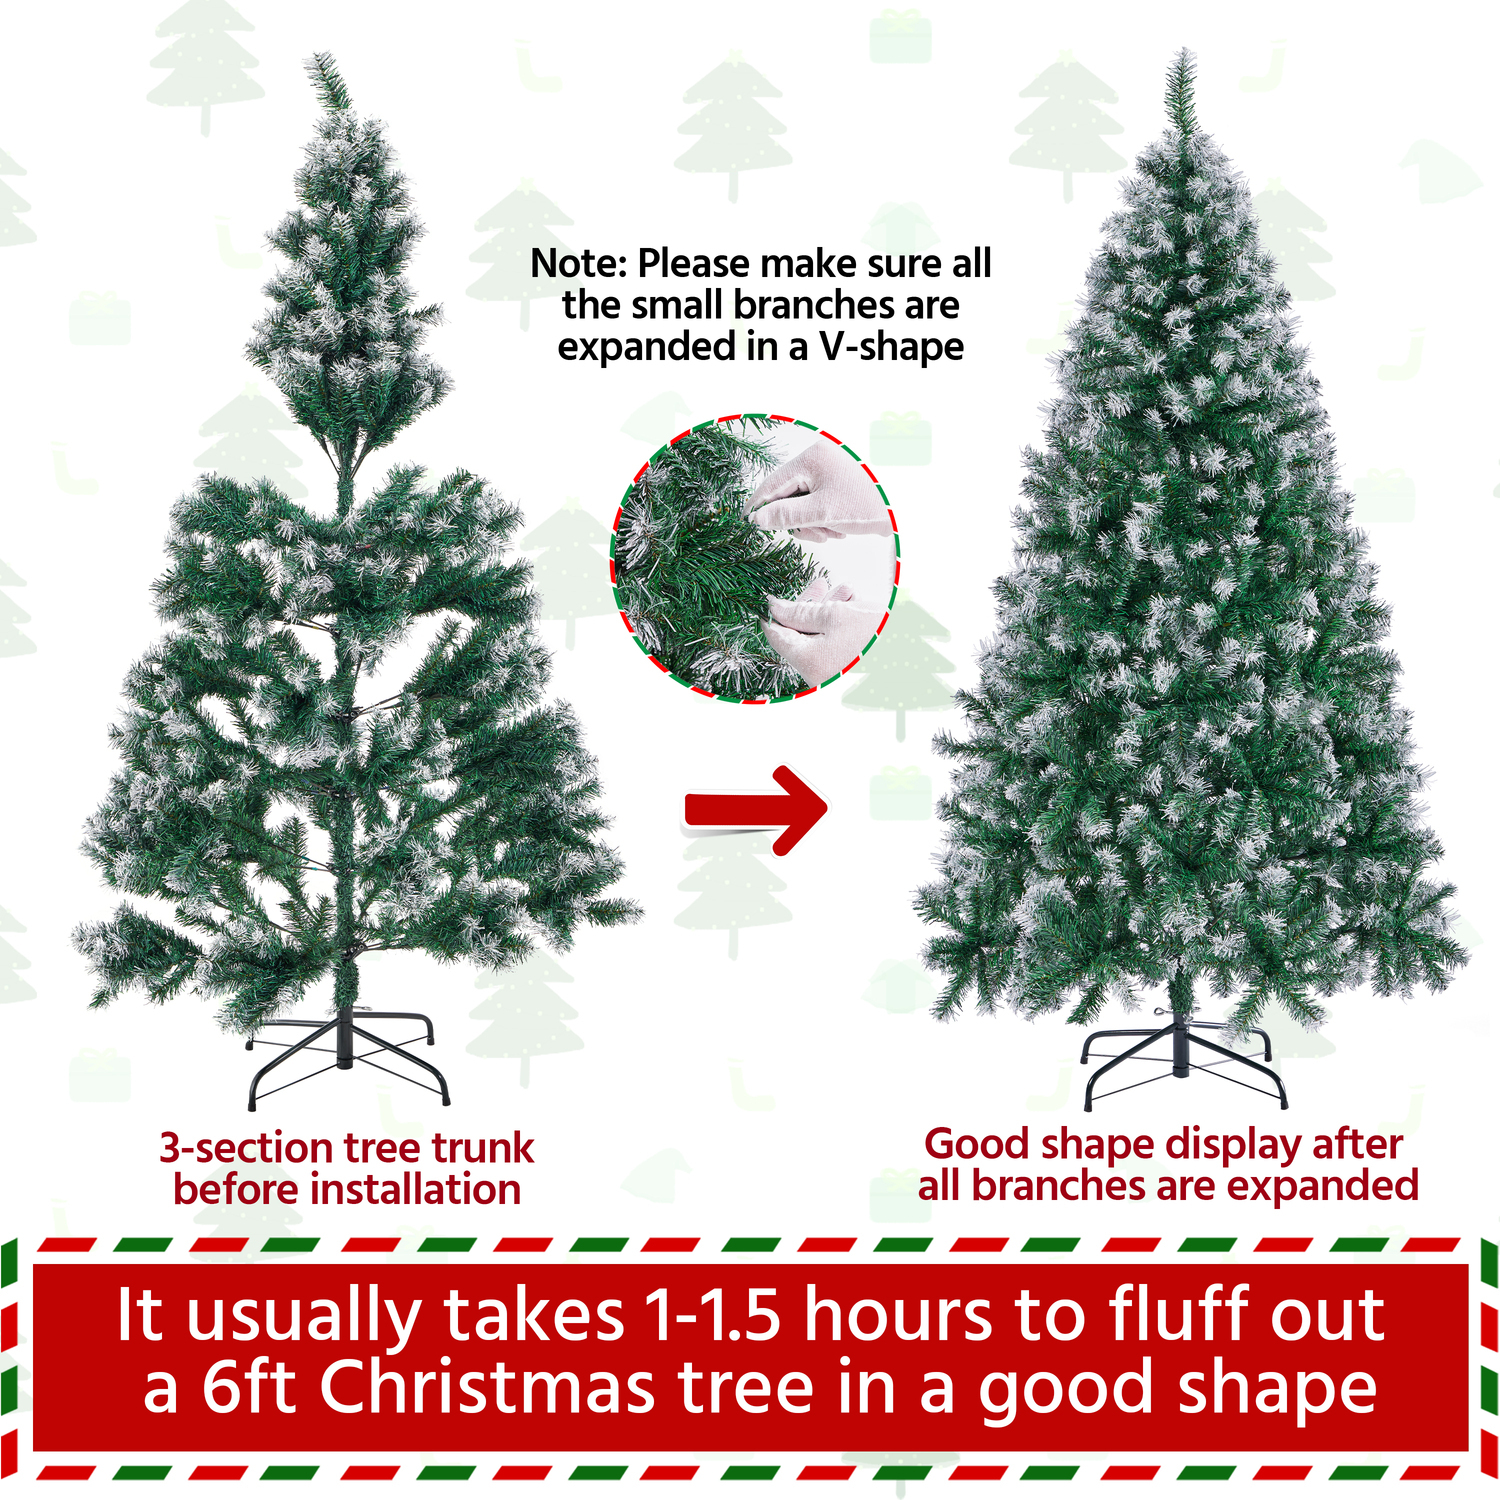 Note: Please make sure all
the small branches are
expanded in a V-shape
3-section tree trunk
before installation
Good shape display after
all branches are expanded
It usually takes 1-1.5 hours to fluff out
a 6ft Christmas tree in a good shape